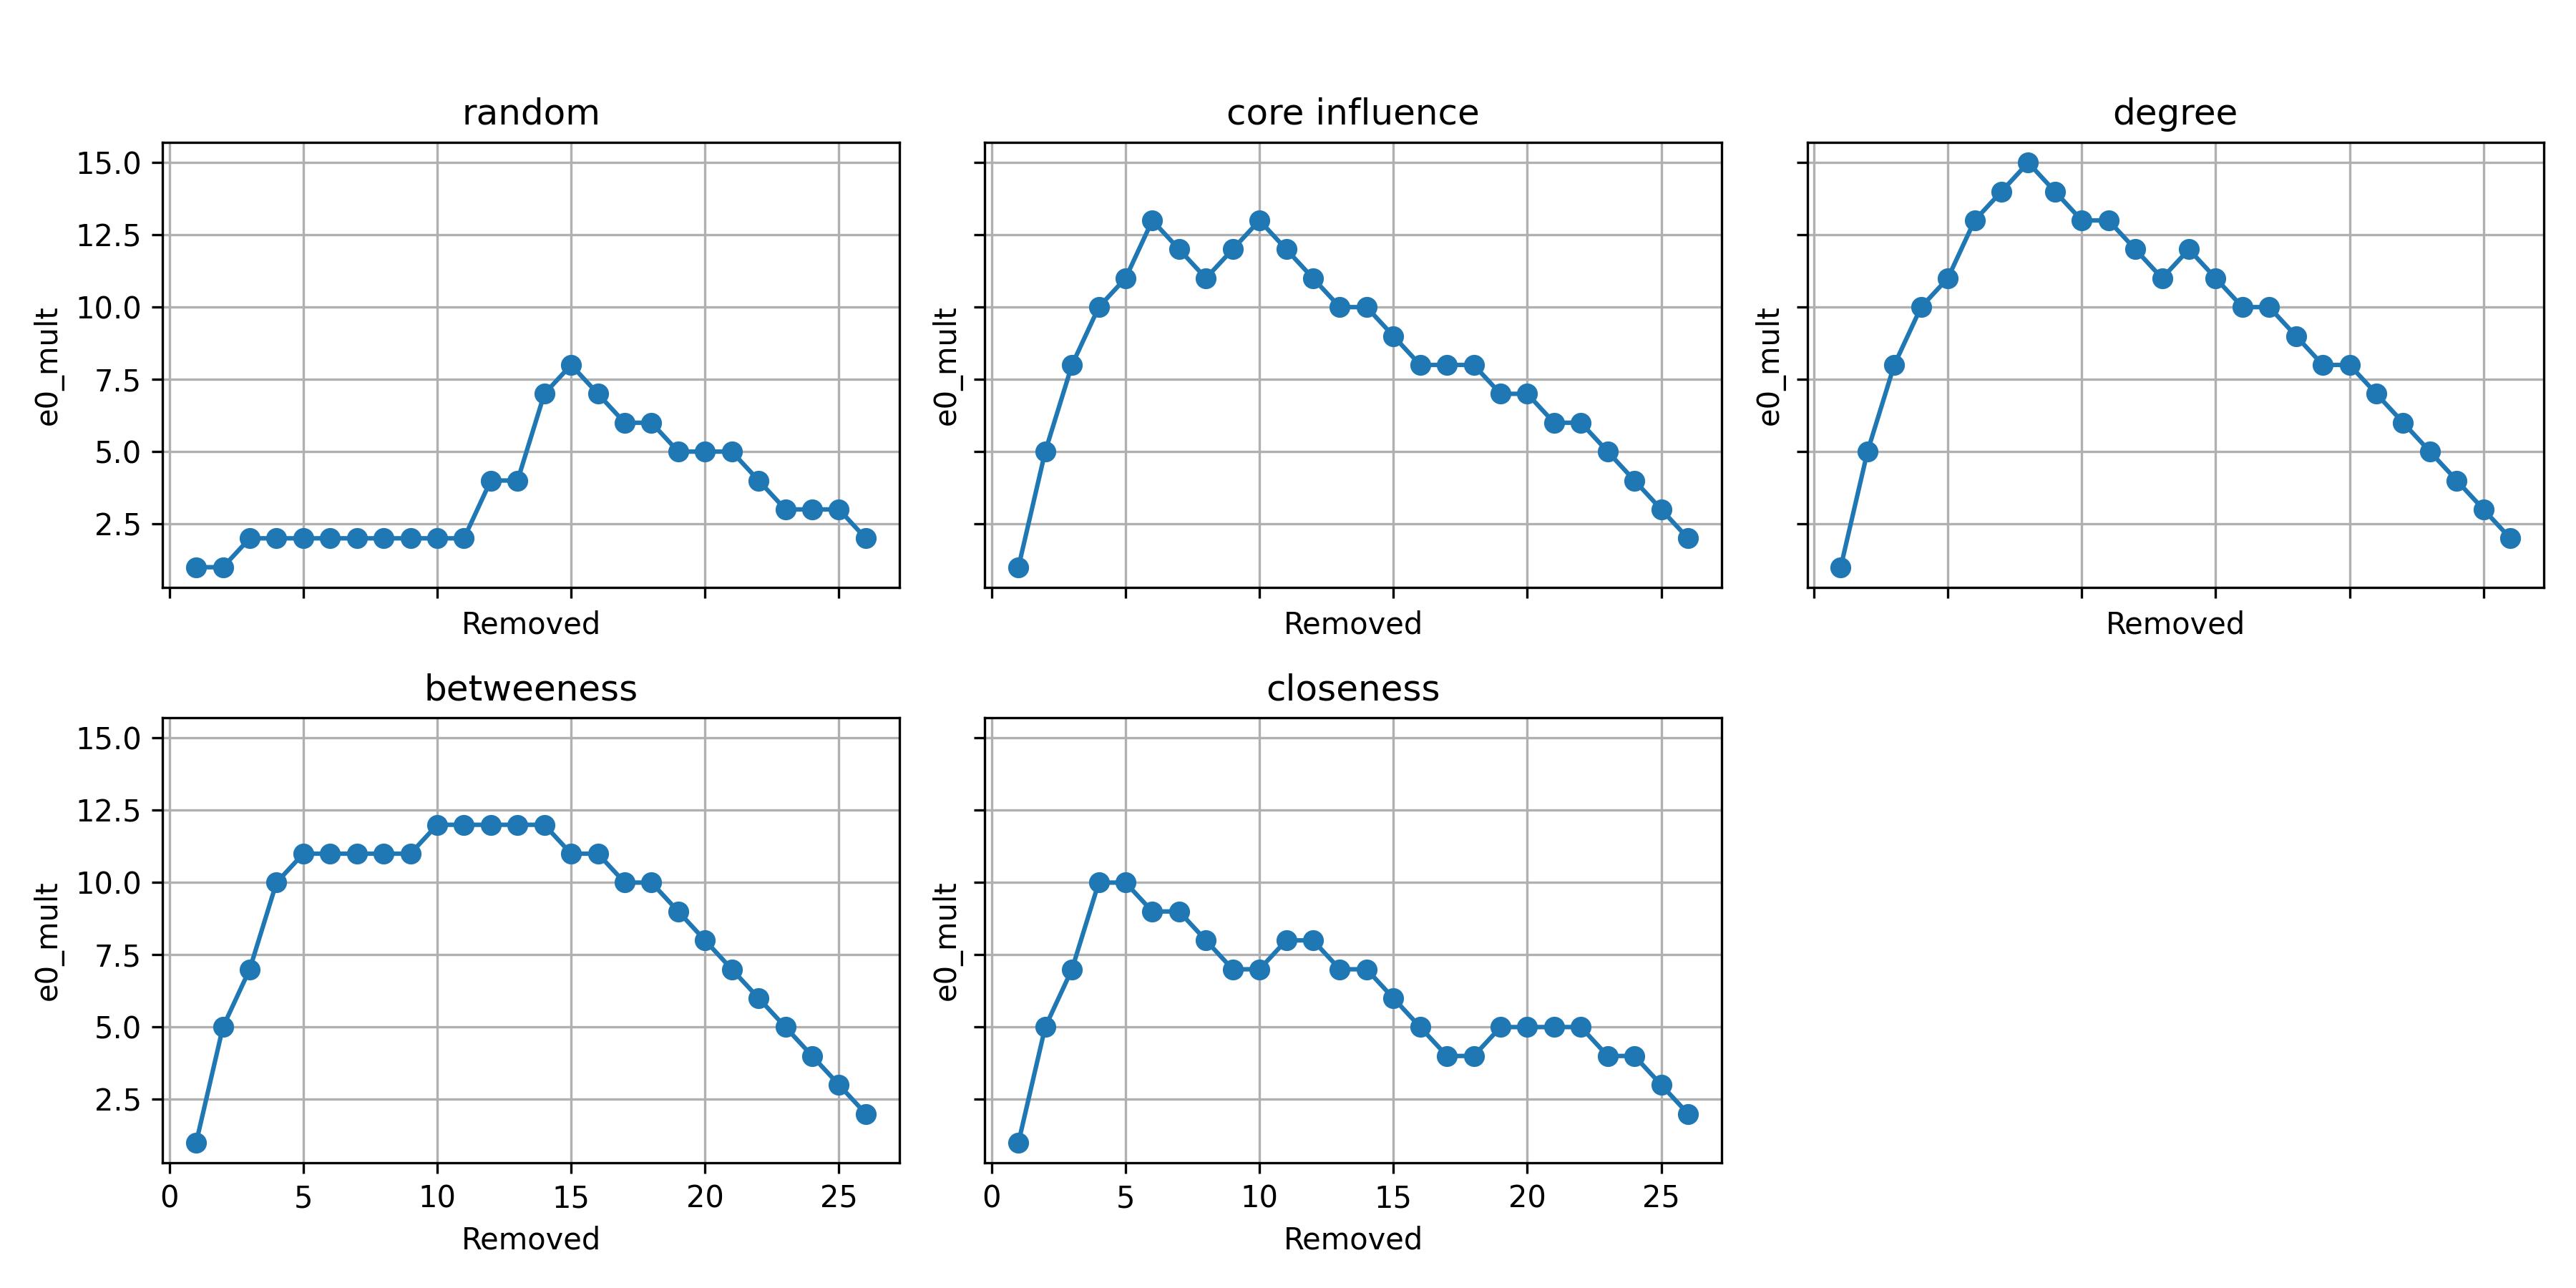 random
core influence
degree
15.0
12.5
10.0
7.5
5.0
2.5
e0_mult
e0_mult
e0_mult
Removed
Removed
Removed
betweeness
closeness
15.0
12.5
10.0
7.5
5.0
2.5
e0_mult
e0_mult
0 5 10 15 20 25
0 5 10 15 20 25
Removed
Removed